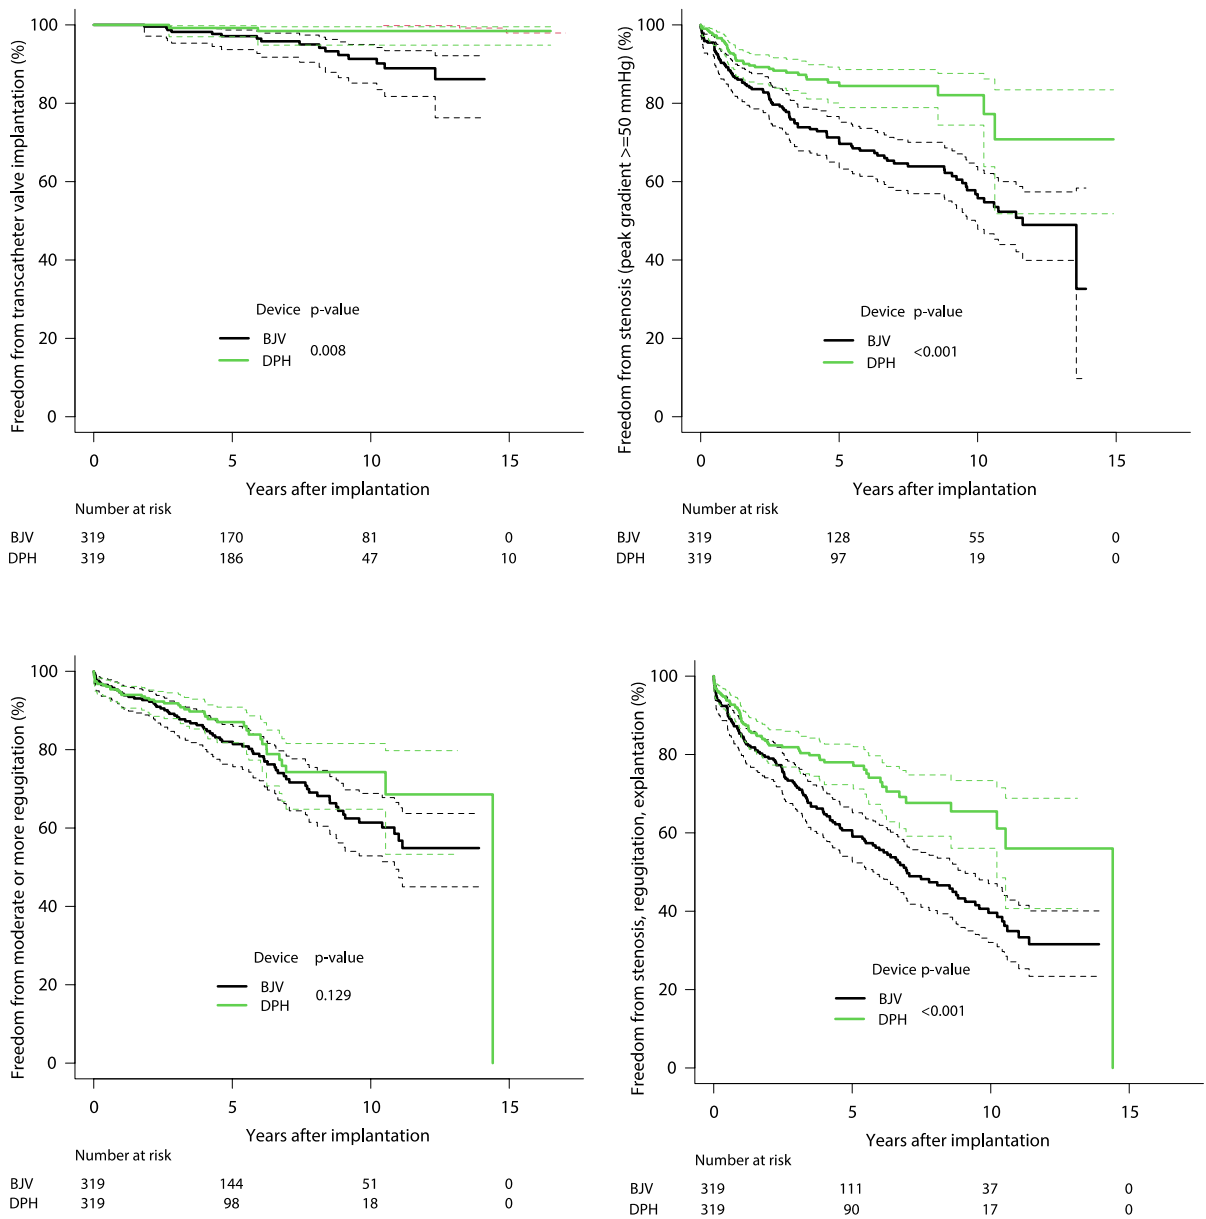 Freedom from transcatheter valve implantation (%)
100
80
60
40
20
0
Device p-value
BJV
DPH
0.008
0 5 10 15
Years after implantation
Number at risk
BJV 319 170 81 0
DPH 319 186 47 10
Freedom from stenosis (peak gradient >=50 mmHg) (%)
100
80
60
40
20
0
Device p-value
BJV
DPH
<0.001
0 5 10 15
Years after implantation
Number at risk
BJV 319 128 55 0
DPH 319 97 19 0
Freedom from moderate or more regugitation (%)
100
80
60
40
20
0
Device p-value
BJV
DPH
0.129
0 5 10 15
Years after implantation
Number at risk
BJV 319 144 51 0
DPH 319 98 18 0
Freedom from stenosis, regugitation, explantation (%)
100
80
60
40
20
0
Device p-value
BJV
DPH
<0.001
0 5 10 15
Years after implantation
Number at risk
BJV 319 111 37 0
DPH 319 90 17 0